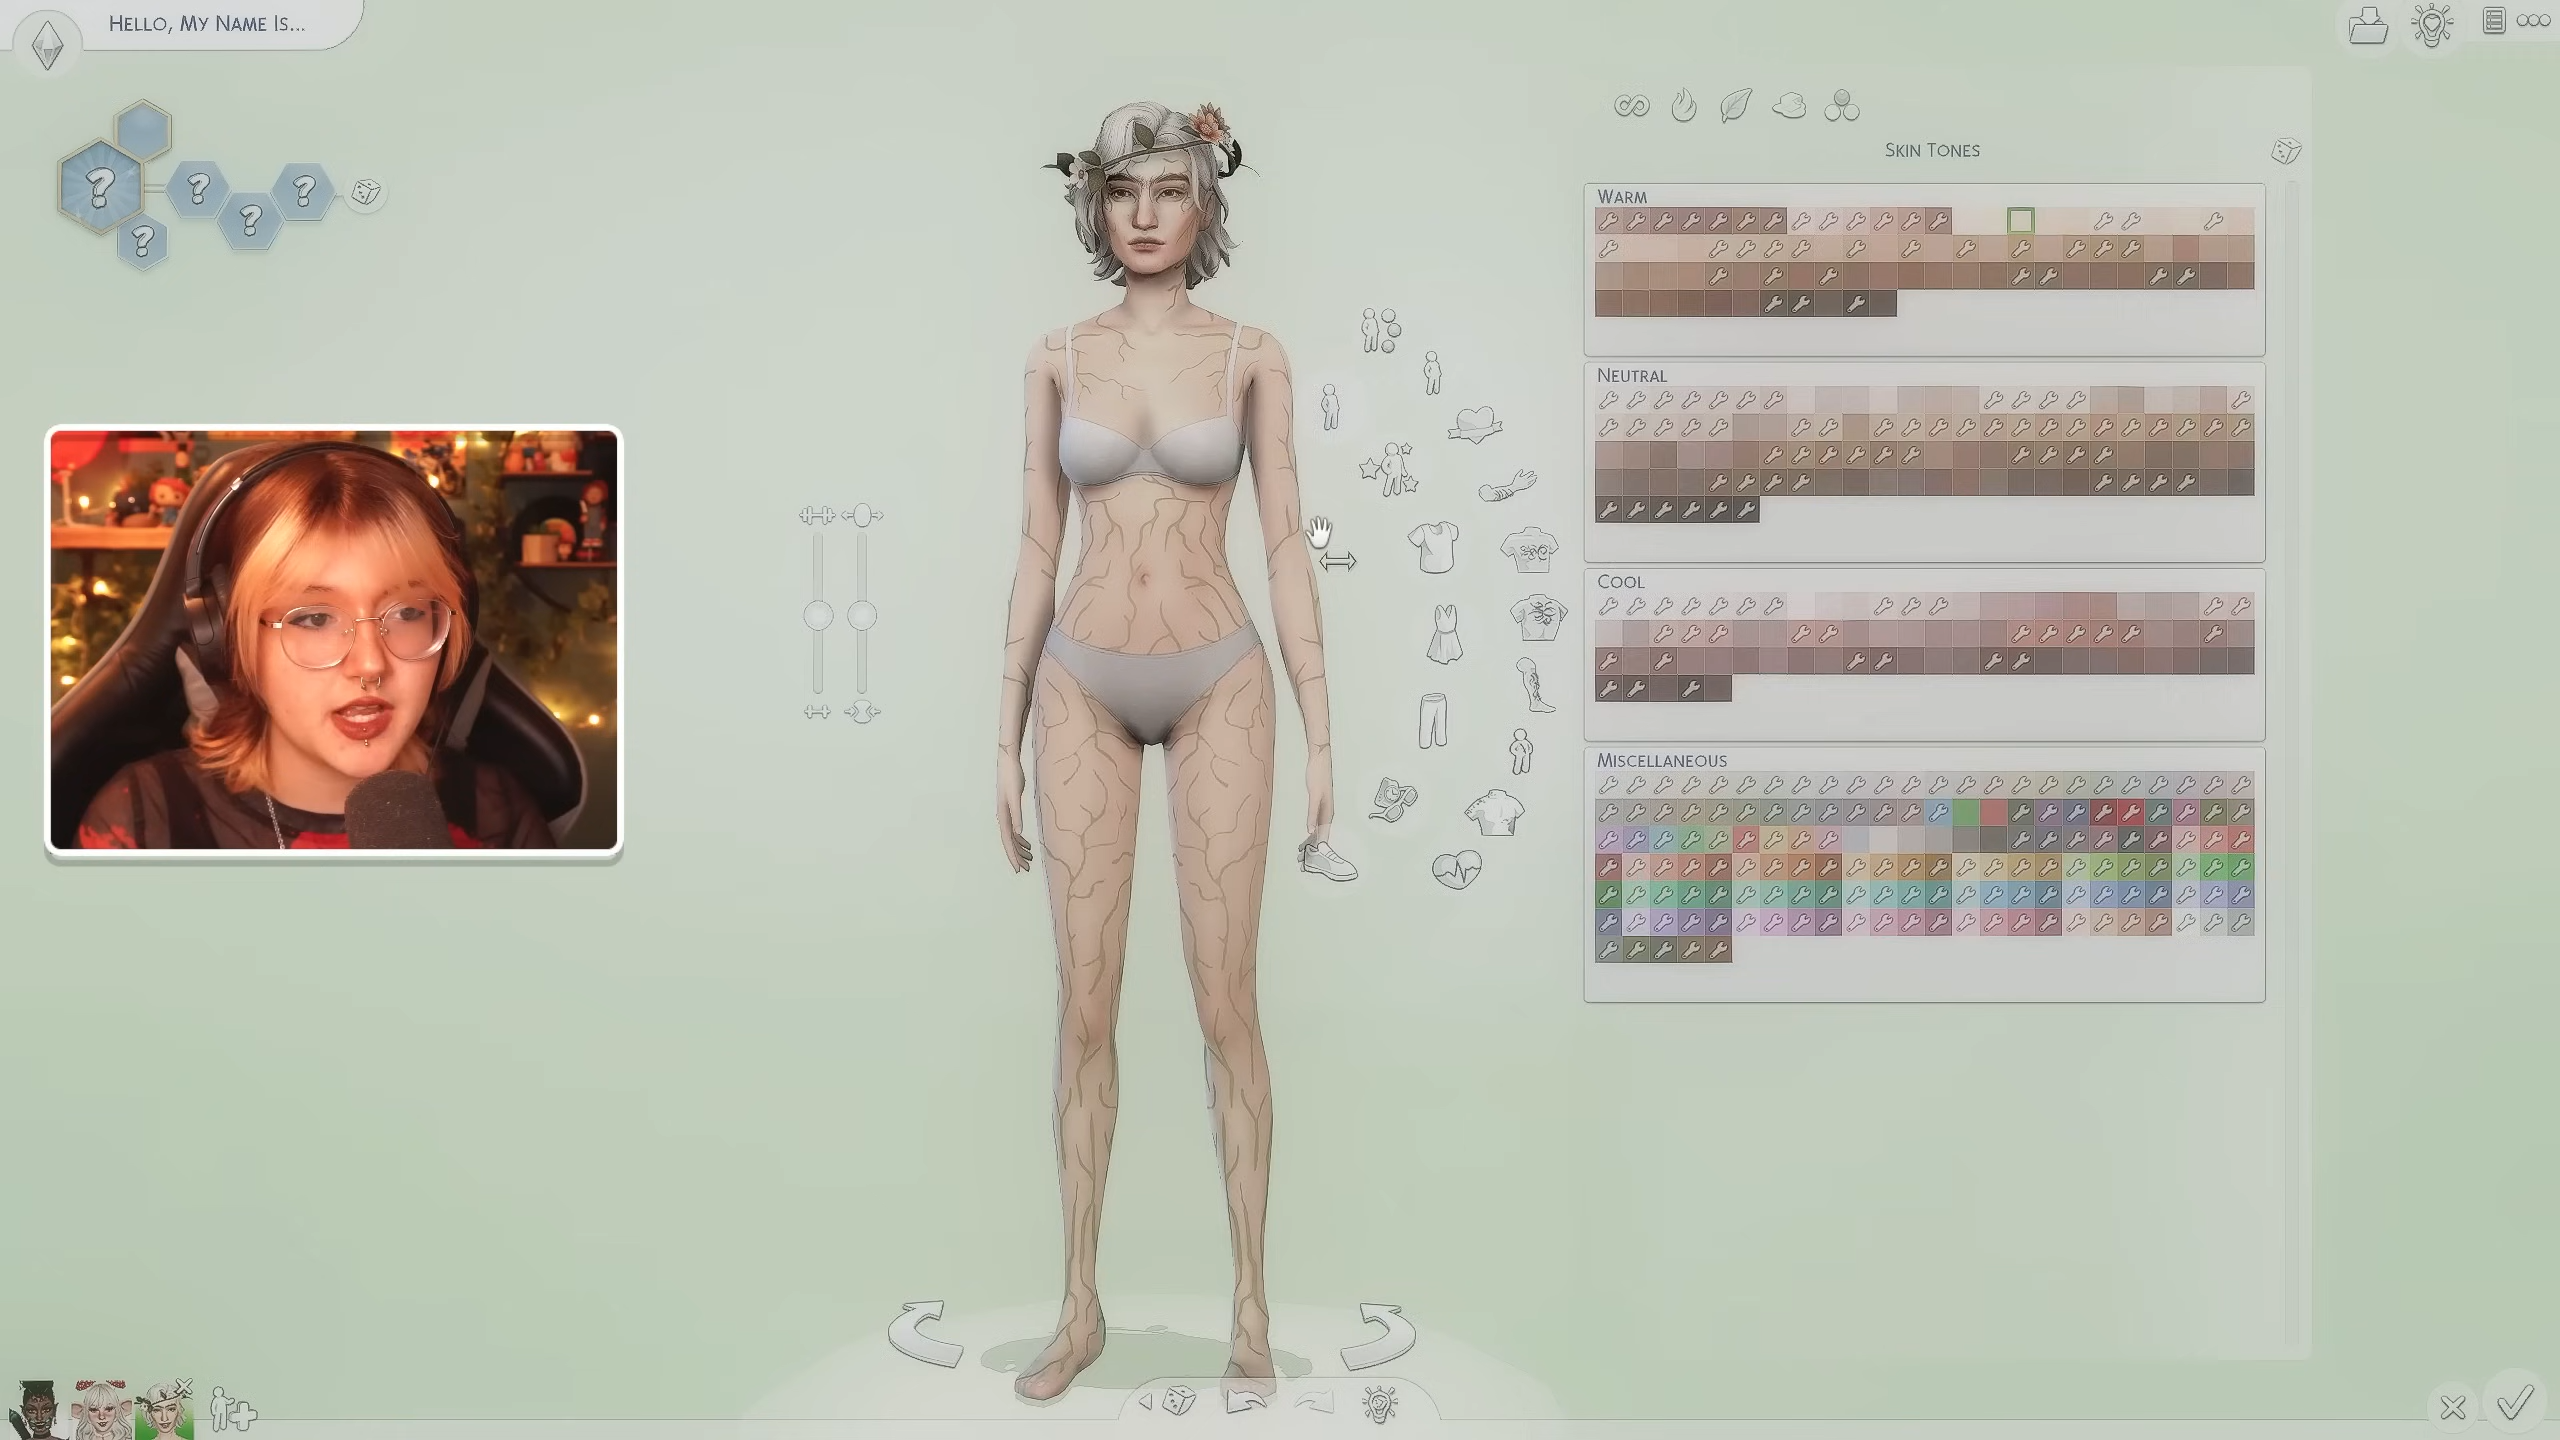 Hello, My Name Is...
Skin Tones
Warm
Neutral
Cool
Miscellaneous